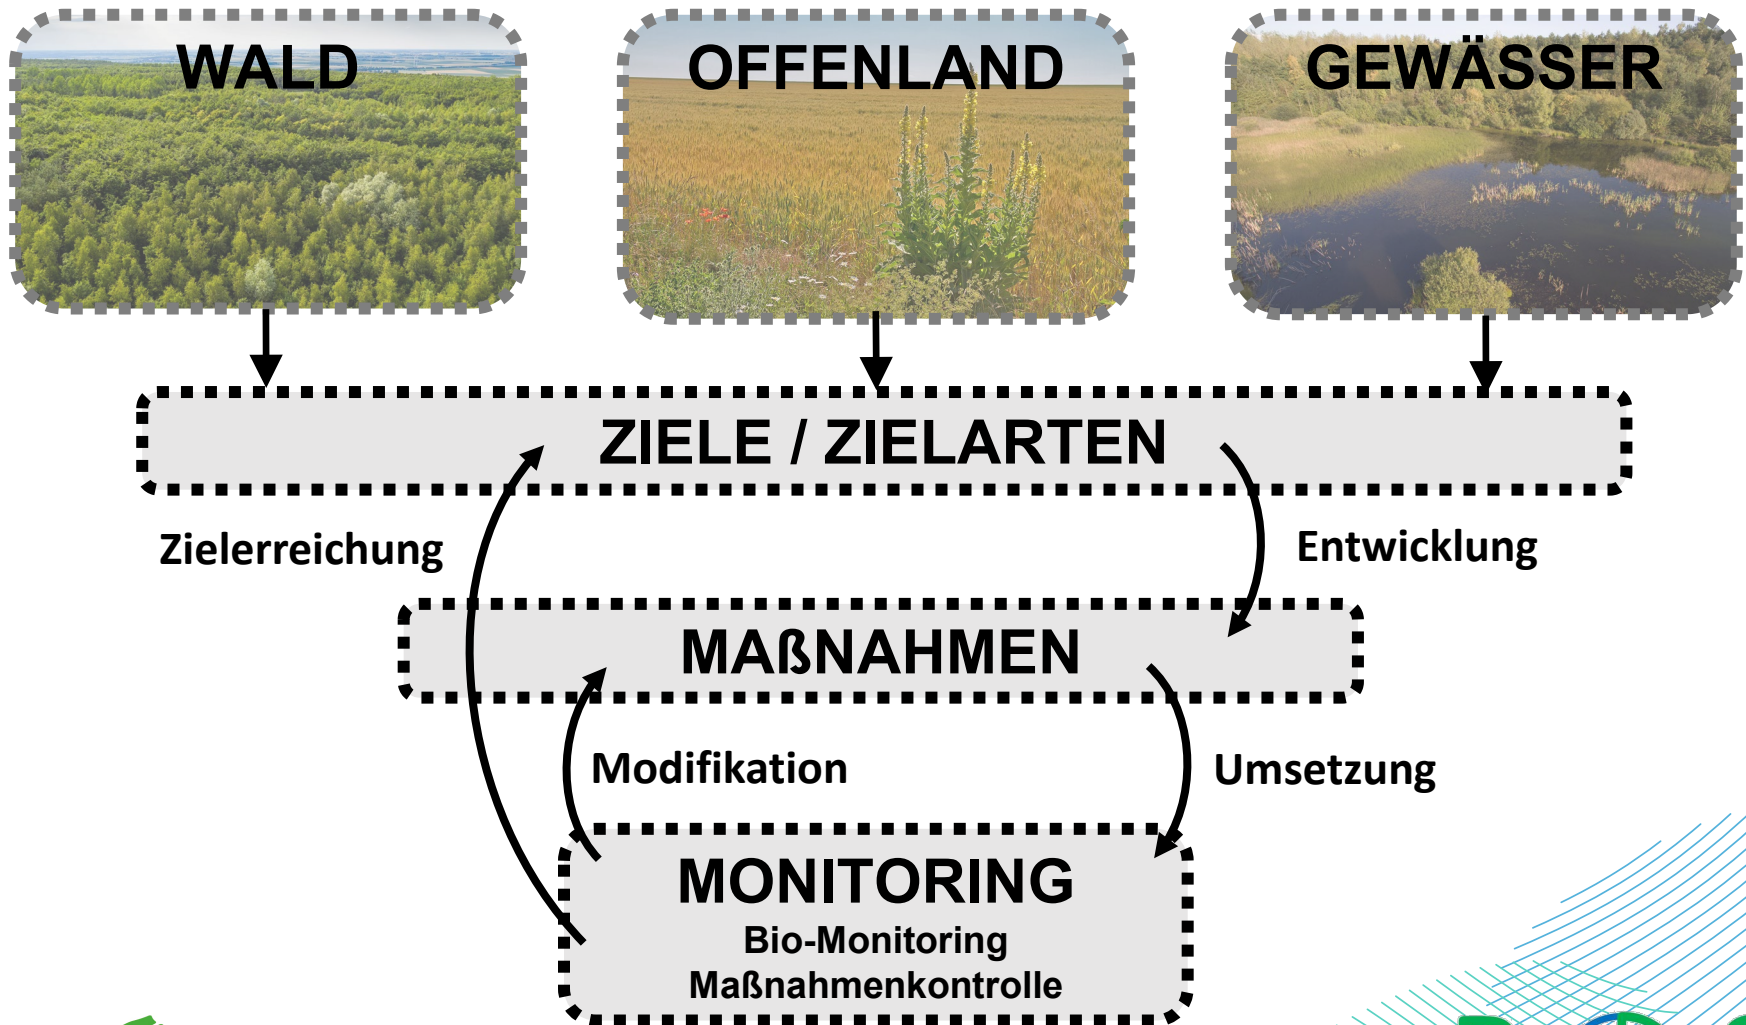 WALD
OFFENLAND
GEWÄSSER
ZIELE / ZIELARTEN
Zielerreichung
Entwicklung
MAßNAHMEN
Modifikation
Umsetzung
MONITORING
Bio-Monitoring
Maßnahmenkontrolle